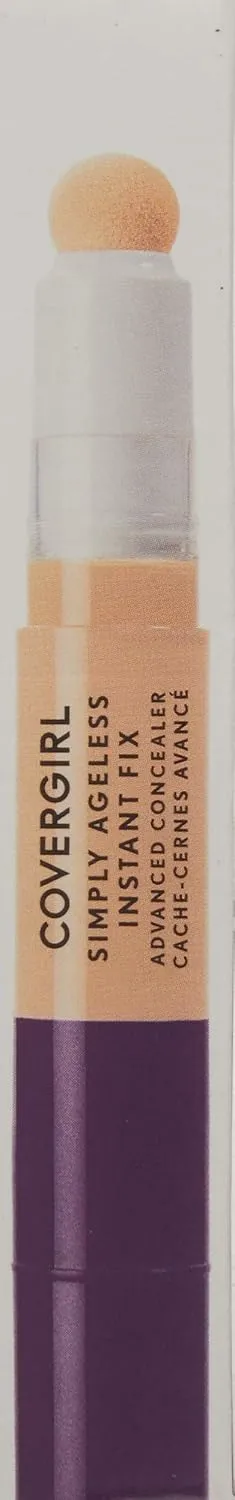 COVERGIRL
SIMPLY AGELESS
INSTANT FIX
ADVANCED CONCEALER
CACHE-CERNES AVANCÉ